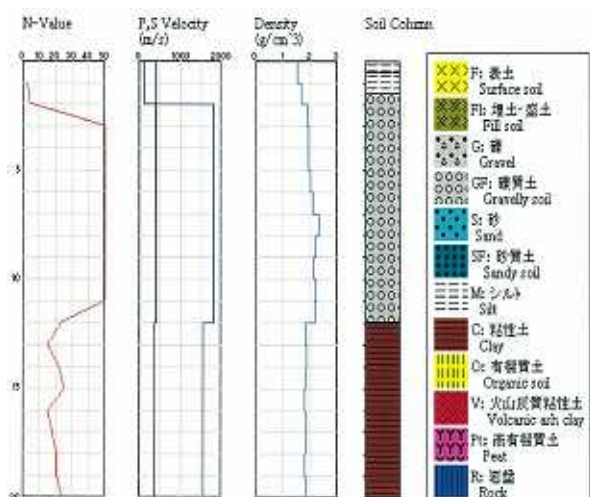 N-Value
0 10 20 30 40 50
5
10
15
20
P,S Velocity
(m/s)
0 1000 2000
Density
(g/cm^3)
0 1 2 3
Soil Column
F: 表土
Surface soil
FI: 埋土・盛土
Fill soil
G: 礫
Gravel
GF: 礫質土
Gravelly soil
S: 砂
Sand
SF: 砂質土
Sandy soil
M: シルト
Silt
C: 粘性土
Clay
O: 有機質土
Organic soil
V: 火山灰質粘性土
Volcanic ash clay
Pt: 高有機質土
Peat
R: 岩盤
Rock